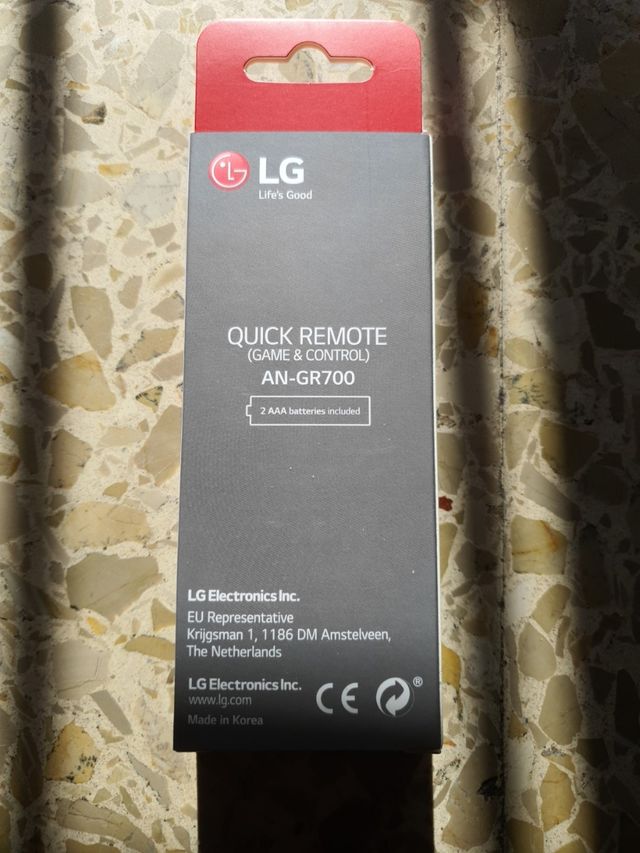 LG
Life's Good
QUICK REMOTE
(GAME & CONTROL)
AN-GR700
2 AAA batteries included
LG Electronics Inc.
EU Representative
Krijgsman 1, 1186 DM Amstelveen,
The Netherlands
LG Electronics Inc.
www.lg.com
Made in Korea
CE
®